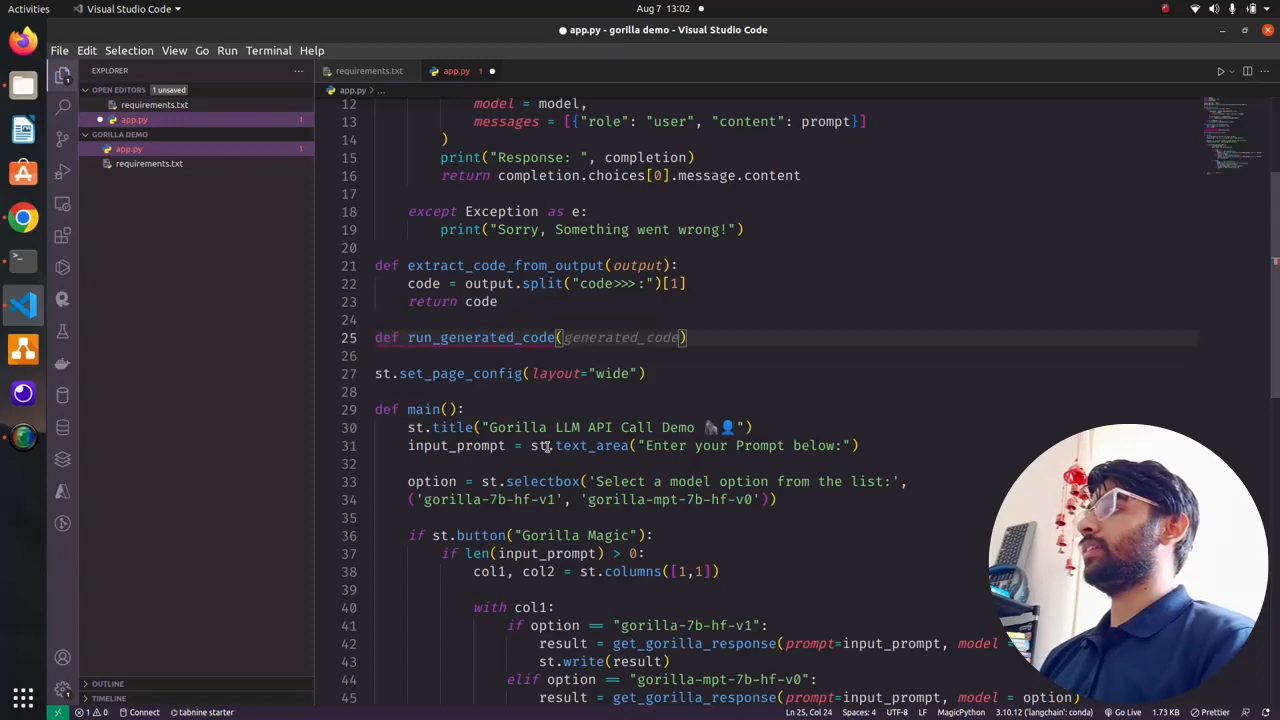 Activities
Visual Studio Code
Aug 7 13:02
app.py - gorilla demo - Visual Studio Code
File Edit Selection View Go Run Terminal Help
EXPLORER
OPEN EDITORS 1 unsaved
requirements.txt
app.py 1
GORILLA DEMO
app.py 1
requirements.txt
OUTLINE
TIMELINE
requirements.txt
app.py 1
app.py > ...
12 model = model,
13 messages = [{"role": "user", "content": prompt}]
14 )
15 print("Response: ", completion)
16 return completion.choices[0].message.content
17
18 except Exception as e:
19 print("Sorry, Something went wrong!")
20
21 def extract_code_from_output(output):
22 code = output.split("code>>>:")[1]
23 return code
24
25 def run_generated_code(generated_code)
26
27 st.set_page_config(layout="wide")
28
29 def main():
30 st.title("Gorilla LLM API Call Demo 🦍👤")
31 input_prompt = st.text_area("Enter your Prompt below:")
32
33 option = st.selectbox('Select a model option from the list:',
34 ('gorilla-7b-hf-v1', 'gorilla-mpt-7b-hf-v0'))
35
36 if st.button("Gorilla Magic"):
37 if len(input_prompt) > 0:
38 col1, col2 = st.columns([1,1])
39
40 with col1:
41 if option == "gorilla-7b-hf-v1":
42 result = get_gorilla_response(prompt=input_prompt, model =
43 st.write(result)
44 elif option == "gorilla-mpt-7b-hf-v0":
45 result = get_gorilla_response(prompt=input_prompt, model = option)
1 0 Connect tabnine starter
Ln 25, Col 24 Spaces: 4 UTF-8 LF MagicPython 3.10.12 ('langchain': conda) Go Live 1.73 KB Prettier